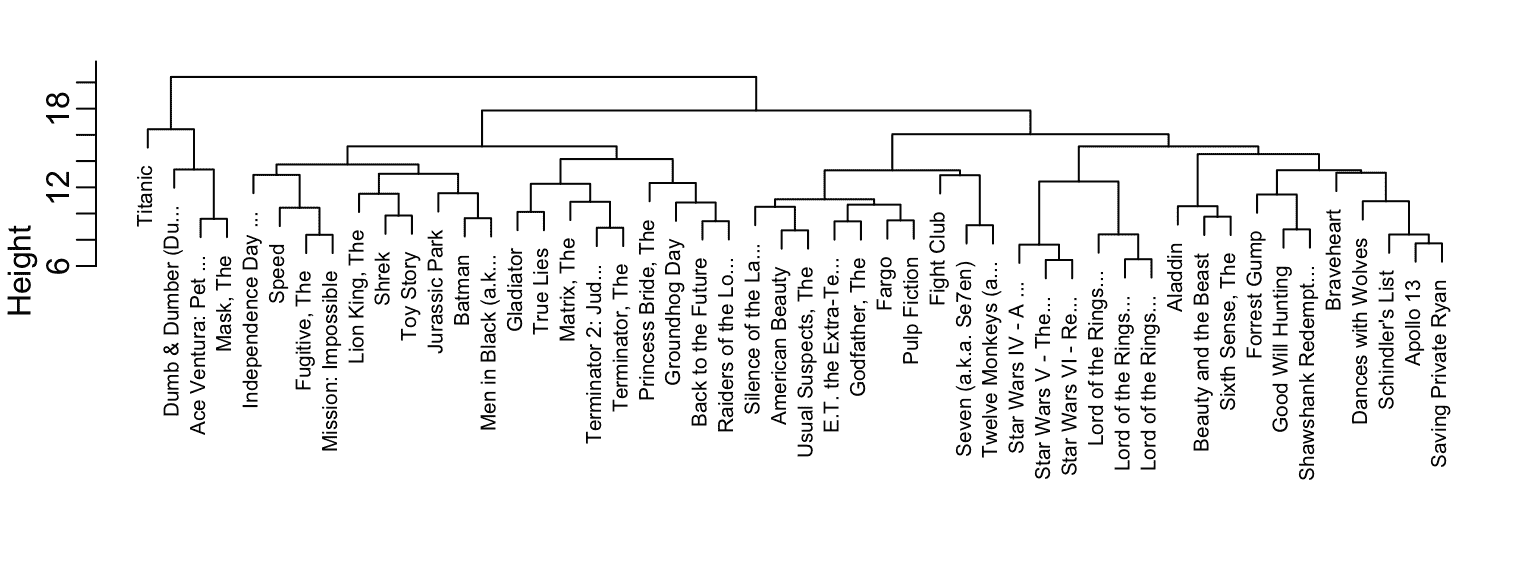 Height
18
12
6
Titanic
Dumb & Dumber (Du...
Ace Ventura: Pet ...
Mask, The
Independence Day ...
Speed
Fugitive, The
Mission: Impossible
Lion King, The
Shrek
Toy Story
Jurassic Park
Batman
Men in Black (a.k...
Gladiator
True Lies
Matrix, The
Terminator 2: Jud...
Terminator, The
Princess Bride, The
Groundhog Day
Back to the Future
Raiders of the Lo...
Silence of the La...
American Beauty
Usual Suspects, The
E.T. the Extra-Te...
Godfather, The
Fargo
Pulp Fiction
Fight Club
Seven (a.k.a. Se7en)
Twelve Monkeys (a...
Star Wars IV - A ...
Star Wars V - The...
Star Wars VI - Re...
Lord of the Rings...
Lord of the Rings...
Lord of the Rings...
Aladdin
Beauty and the Beast
Sixth Sense, The
Forrest Gump
Good Will Hunting
Shawshank Redempt...
Braveheart
Dances with Wolves
Schindler's List
Apollo 13
Saving Private Ryan